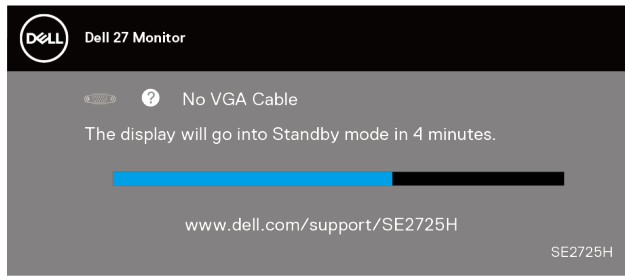 DELL
Dell 27 Monitor
? No VGA Cable
The display will go into Standby mode in 4 minutes.
www.dell.com/support/SE2725H
SE2725H